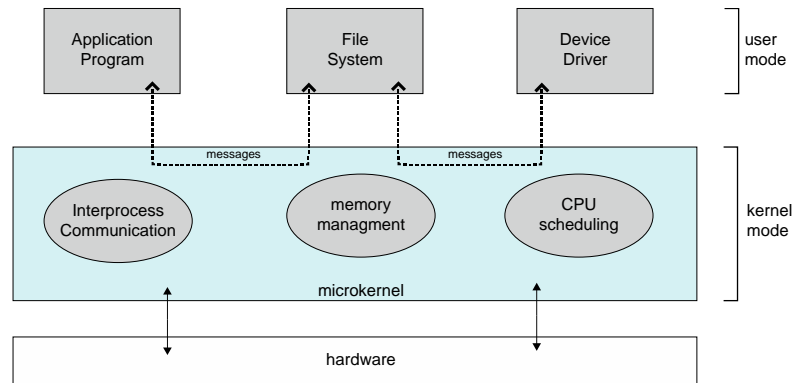 Application
Program
File
System
Device
Driver
user
mode
messages
messages
Interprocess
Communication
memory
managment
CPU
scheduling
kernel
mode
microkernel
hardware